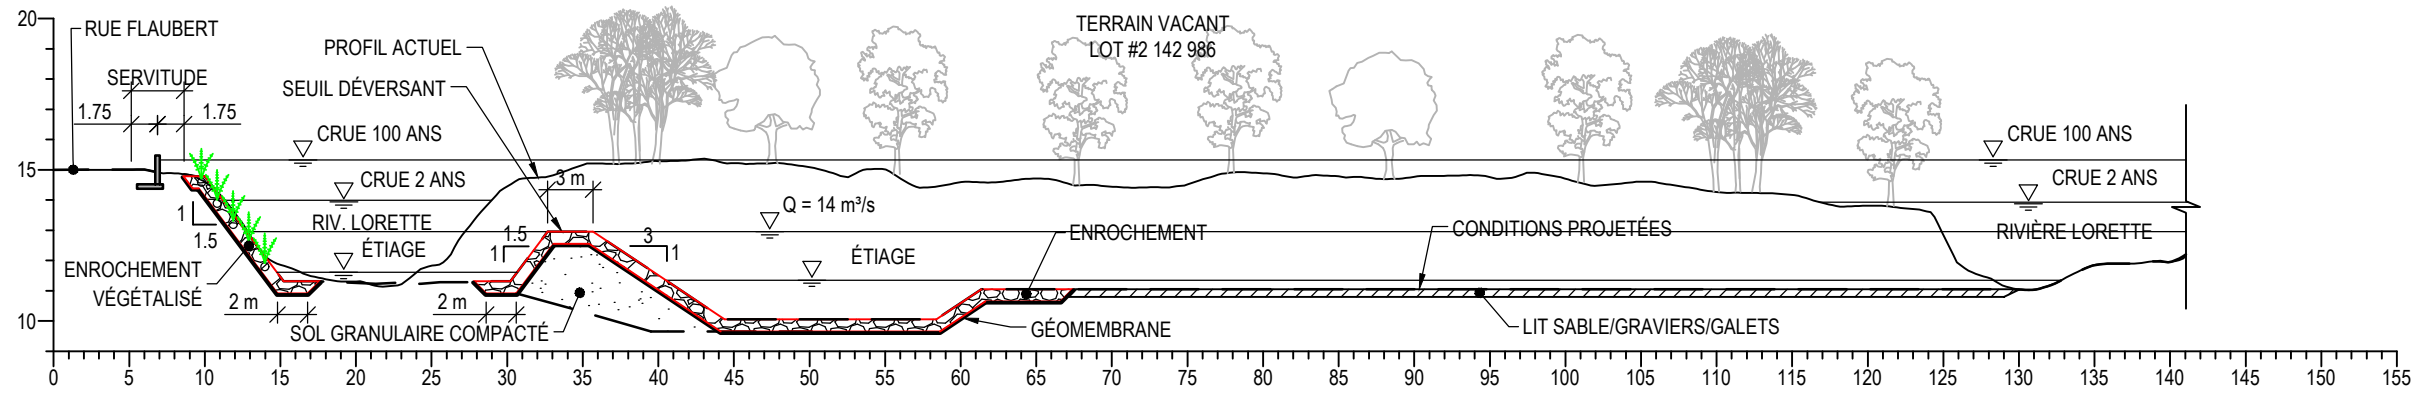 20
15
10
RUE FLAUBERT
SERVITUDE
1.75
1.75
PROFIL ACTUEL
SEUIL DÉVERSANT
TERRAIN VACANT
LOT #2 142 986
CRUE 100 ANS
CRUE 2 ANS
RIV. LORETTE
ÉTIAGE
1
1.5
ENROCHEMENT
VÉGÉTALISÉ
2 m
2 m
SOL GRANULAIRE COMPACTÉ
3 m
1.5
1
3
1
Q = 14 m³/s
ÉTIAGE
ENROCHEMENT
GÉOMEMBRANE
CONDITIONS PROJETÉES
LIT SABLE/GRAVIERS/GALETS
CRUE 100 ANS
CRUE 2 ANS
RIVIÈRE LORETTE
0 5 10 15 20 25 30 35 40 45 50 55 60 65 70 75 80 85 90 95 100 105 110 115 120 125 130 135 140 145 150 155